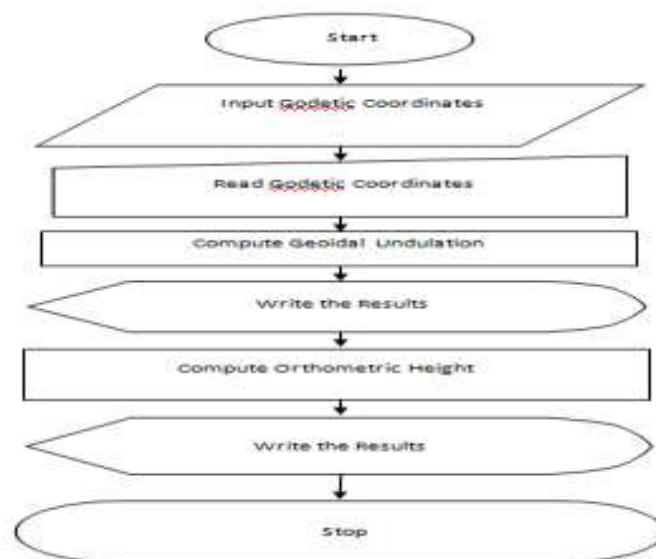 Start
Input Godetic Coordinates
Read Godetic Coordinates
Compute Geoidal Undulation
Write the Results
Compute Orthometric Height
Write the Results
Stop